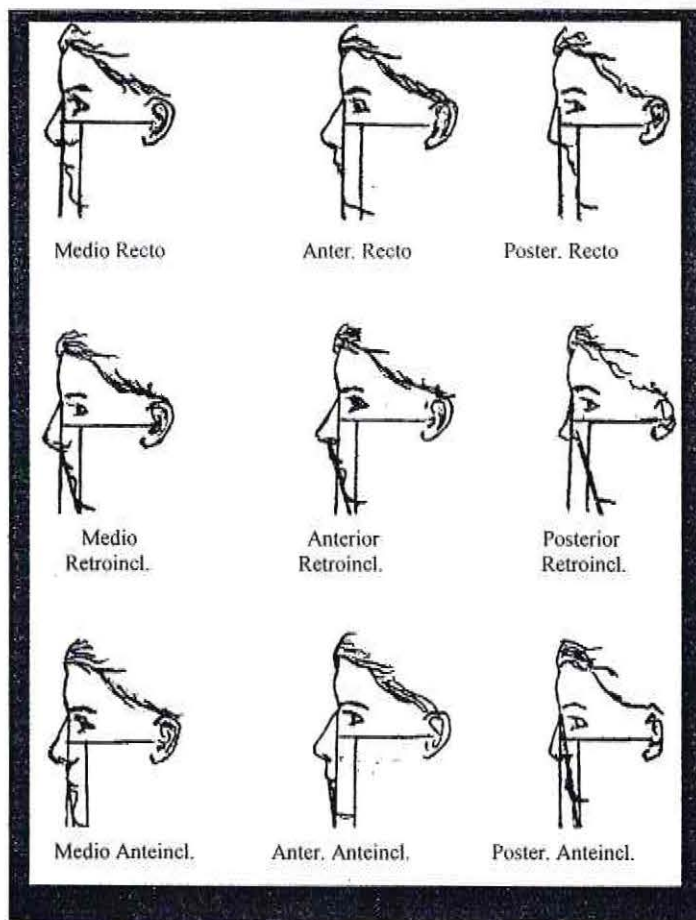 Medio Recto
Anter. Recto
Poster. Recto
Medio
Retroincl.
Anterior
Retroincl.
Posterior
Retroincl.
Medio Anteincl.
Anter. Anteincl.
Poster. Anteincl.